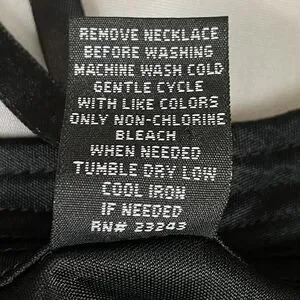 REMOVE NECKLACE
BEFORE WASHING
MACHINE WASH COLD
GENTLE CYCLE
WITH LIKE COLORS
ONLY NON-CHLORINE
BLEACH
WHEN NEEDED
TUMBLE DRY LOW
COOL IRON
IF NEEDED
RN# 23243